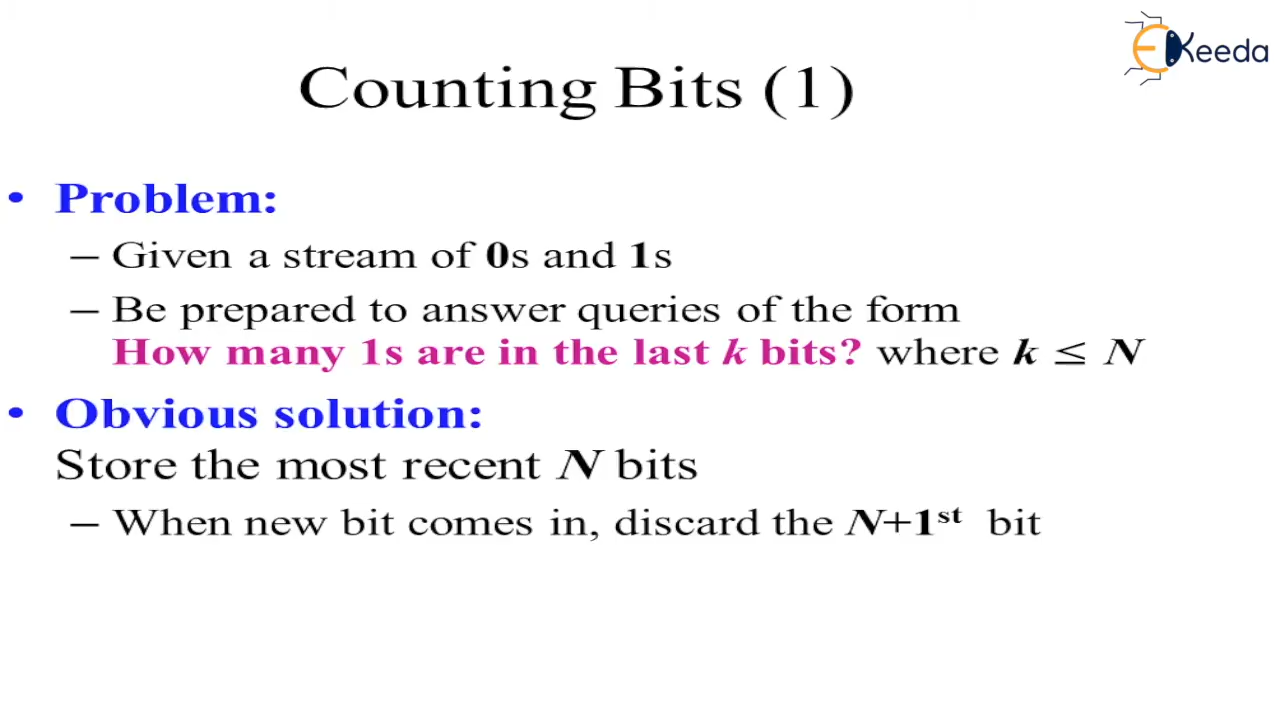 EKeeda
Counting Bits (1)
• Problem:
– Given a stream of 0s and 1s
– Be prepared to answer queries of the form
How many 1s are in the last k bits? where k ≤ N
• Obvious solution:
Store the most recent N bits
– When new bit comes in, discard the N+1st bit